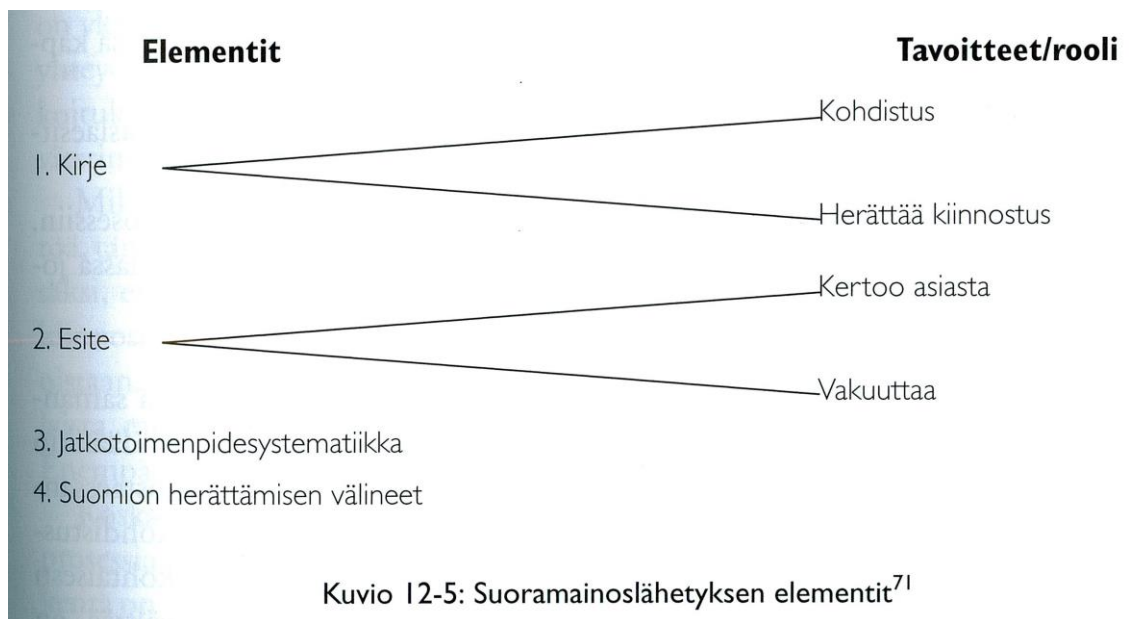 Elementit
Tavoitteet/rooli
Kohdistus
1. Kirje
Herättää kiinnostus
Kertoo asiasta
2. Esite
Vakuuttaa
3. Jatkotoimenpidesystematiikka
4. Suomion herättämisen välineet
Kuvio 12-5: Suoramainoslähetyksen elementit71